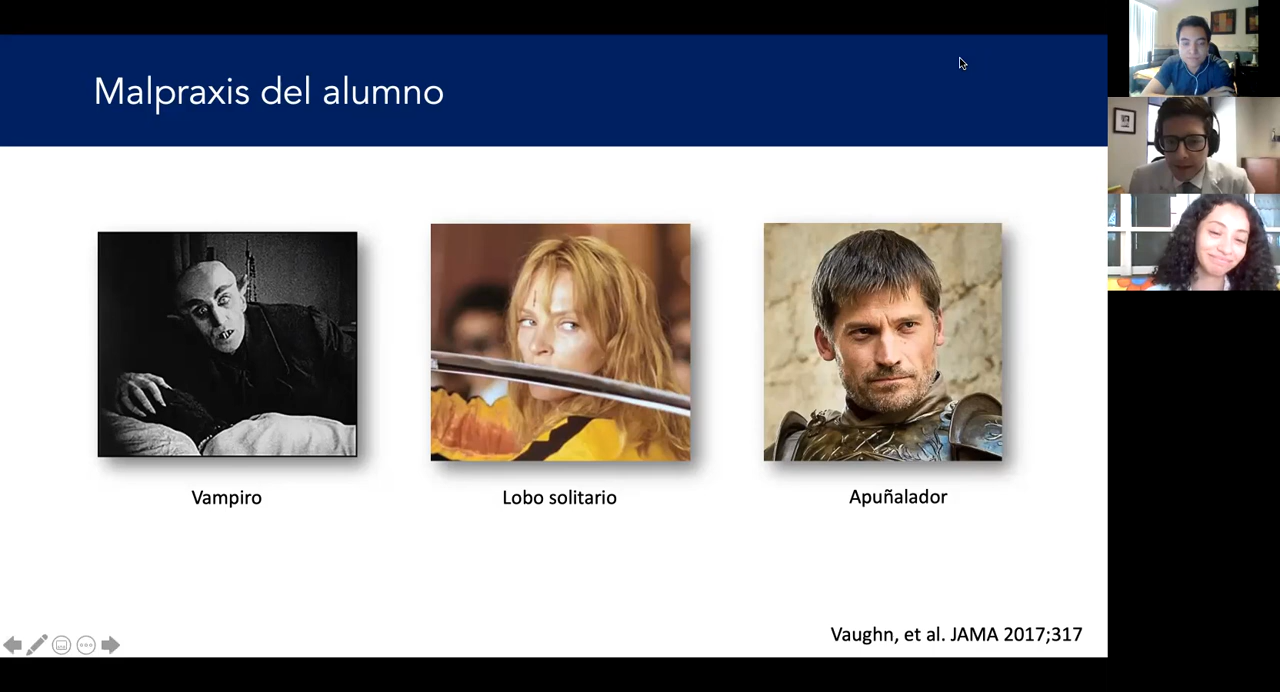 Malpraxis del alumno
Vampiro
Lobo solitario
Apuñalador
Vaughn, et al. JAMA 2017;317